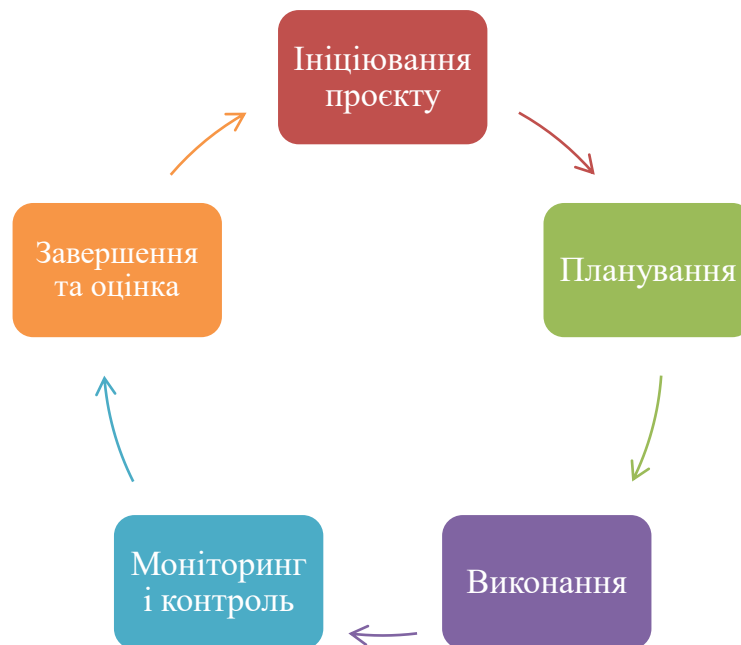 Ініціювання
проєкту
Планування
Виконання
Моніторинг
і контроль
Завершення
та оцінка